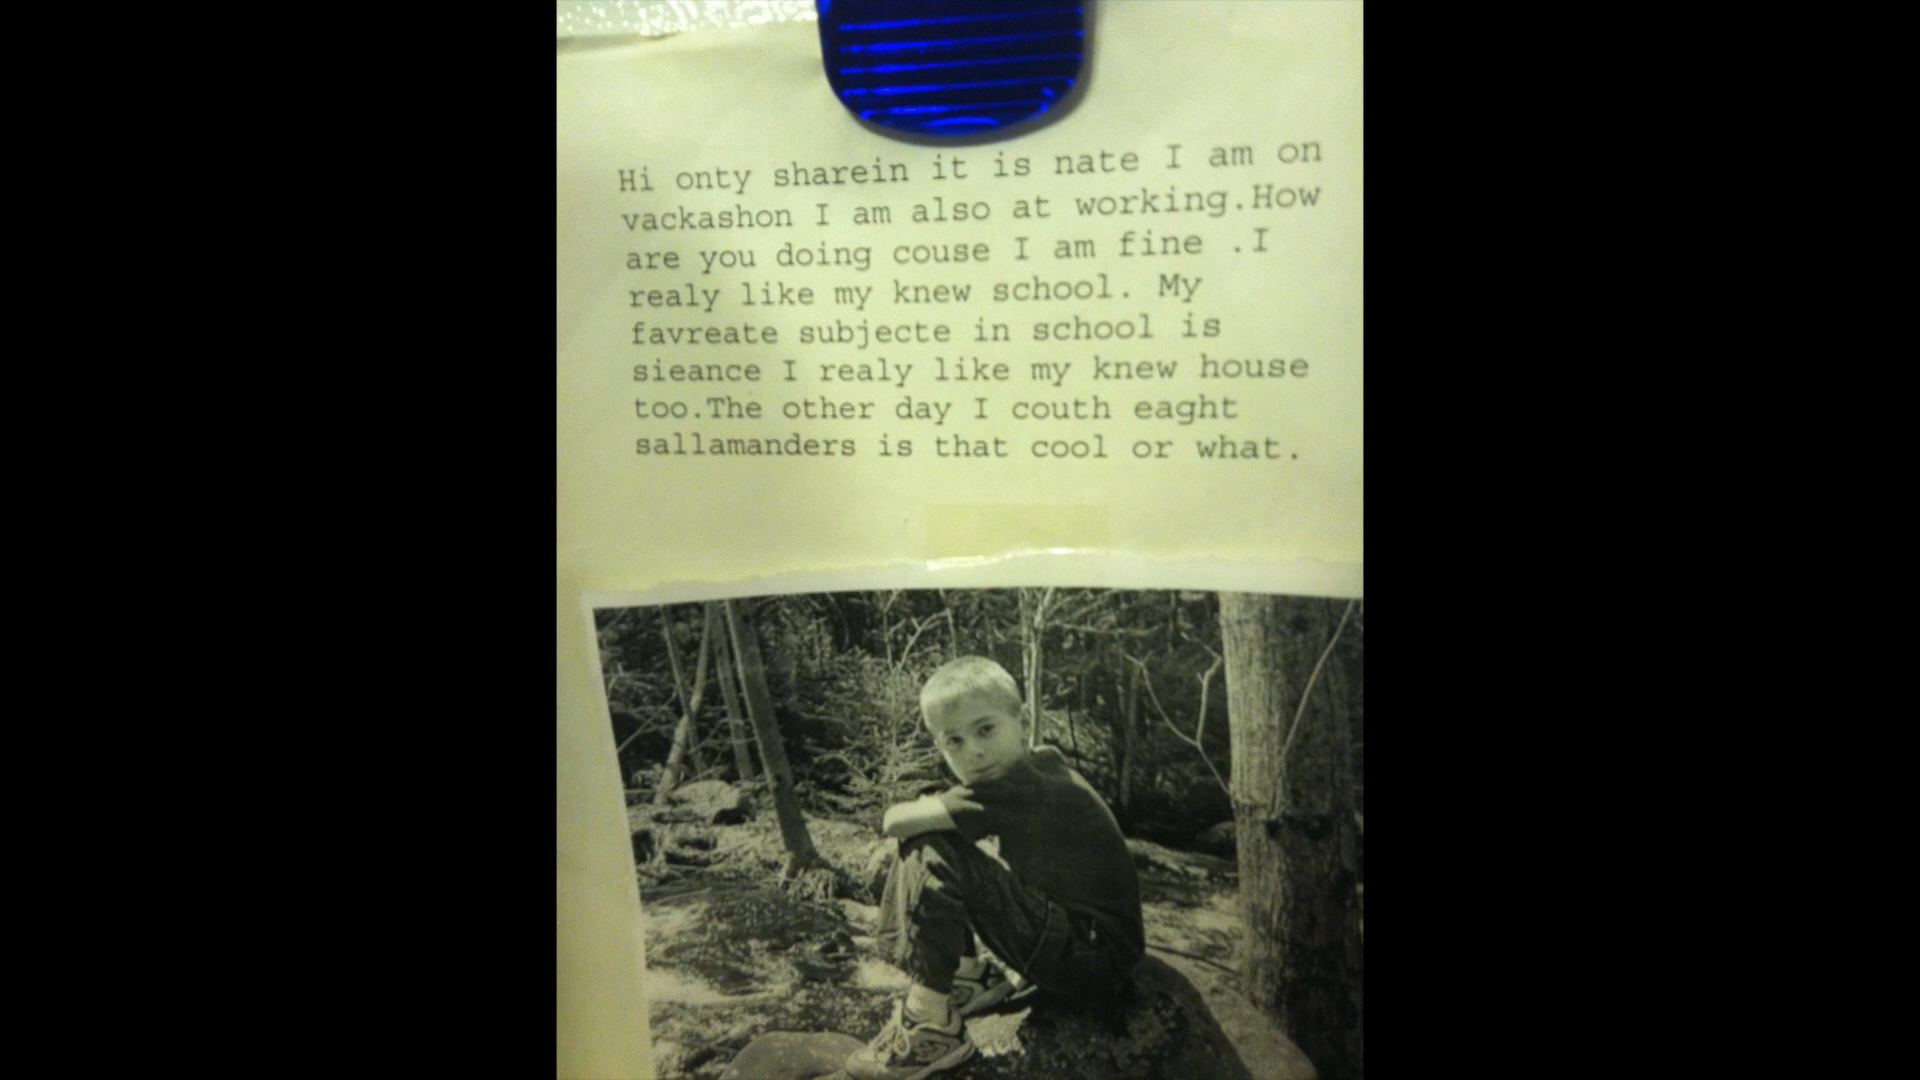 Hi onty sharein it is nate I am on
vackashon I am also at working.How
are you doing couse I am fine .I
realy like my knew school. My
favreate subjecte in school is
sieance I realy like my knew house
too.The other day I couth eaght
sallamanders is that cool or what.